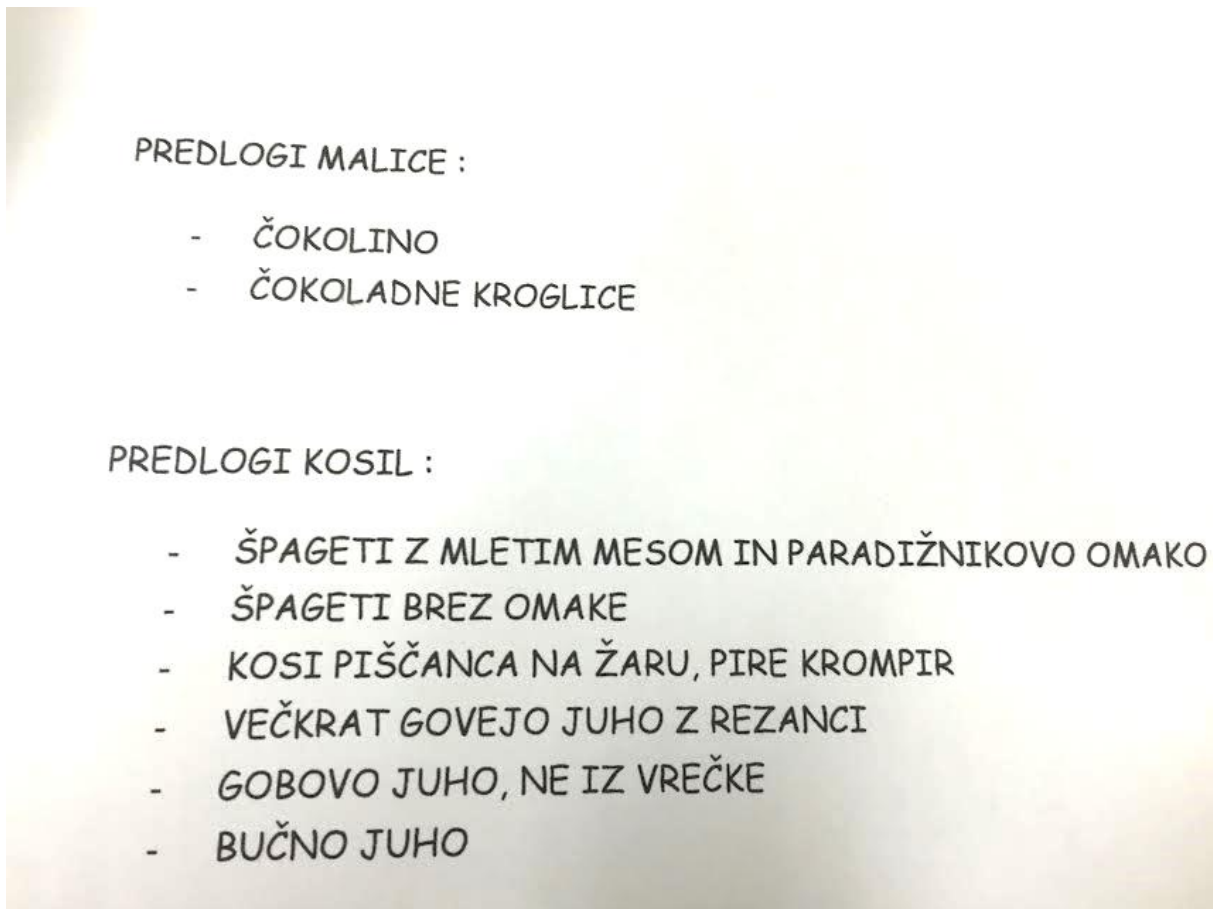 PREDLOGI MALICE :
- ČOKOLINO
- ČOKOLADNE KROGLICE
PREDLOGI KOSIL :
- ŠPAGETI Z MLETIM MESOM IN PARADIŽNIKOVO OMAKO
- ŠPAGETI BREZ OMAKE
- KOSI PIŠČANCA NA ŽARU, PIRE KROMPIR
- VEČKRAT GOVEJO JUHO Z REZANCI
- GOBOVO JUHO, NE IZ VREČKE
- BUČNO JUHO